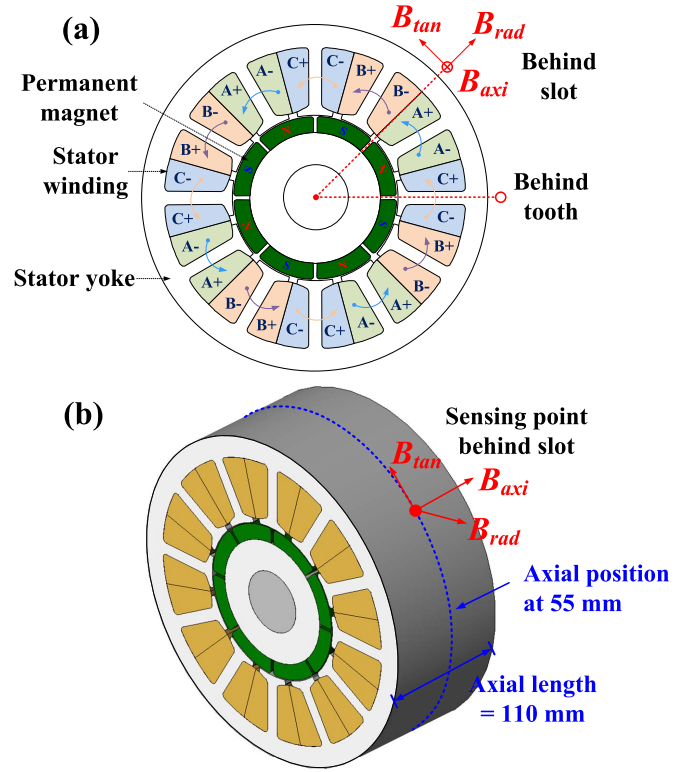 (a)
B_tan
B_rad
B_axi
Behind
slot
Permanent
magnet
Stator
winding
Behind
tooth
Stator yoke
C+
C-
A-
B+
A+
B-
B-
A+
B+
A-
C-
C+
C+
C-
A-
B+
A+
B-
B-
A+
B+
A-
C-
C+
N
S
S
N
N
S
S
N
(b)
Sensing point
behind slot
B_tan
B_axi
B_rad
Axial position
at 55 mm
Axial length
= 110 mm